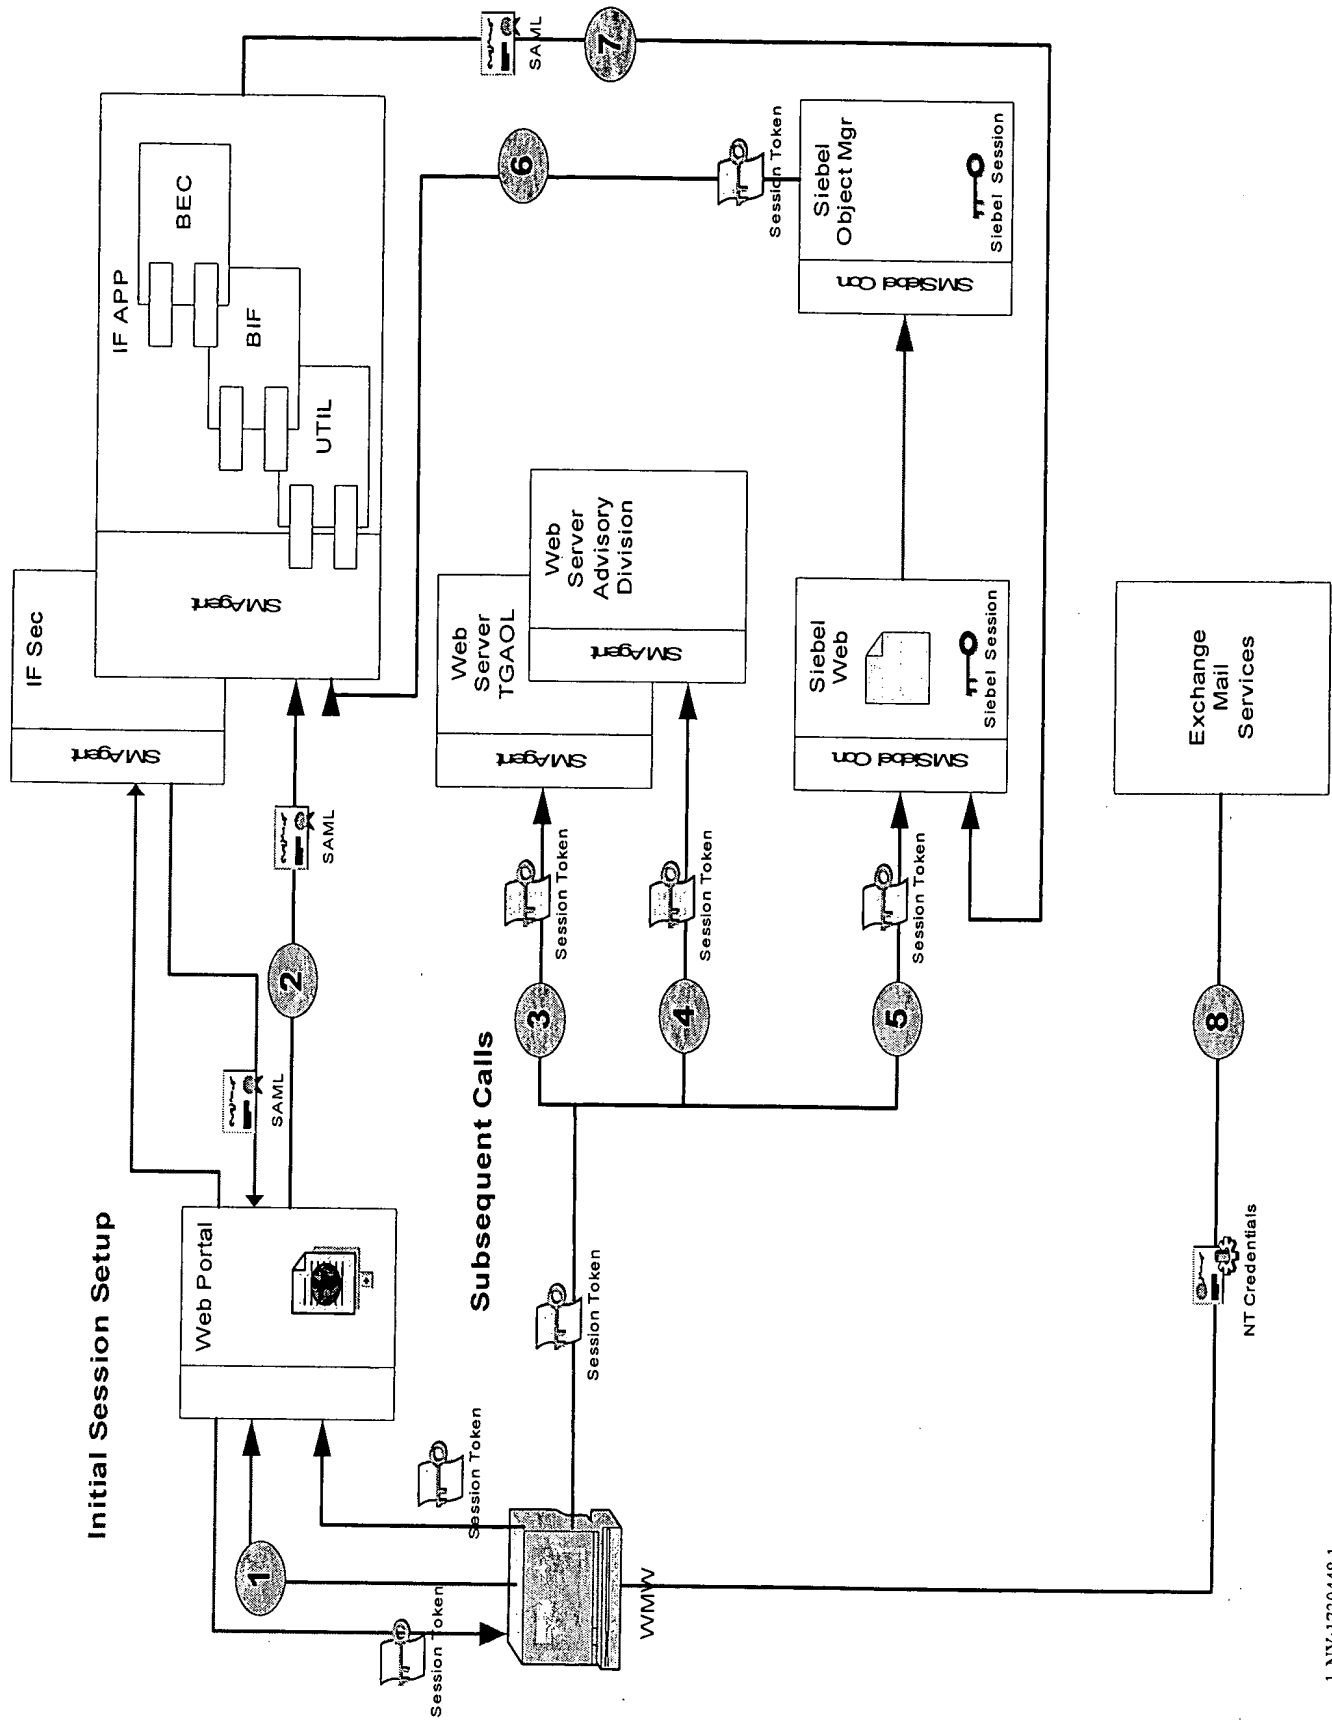 Initial Session Setup
IF Sec
SMAgent
IF APP
SMAgent
BEC
BIF
UTIL
Web Portal
SAML
2
SAML
SAML
7
6
1
Session Token
Session Token
WMW
Subsequent Calls
Session Token
3
Session Token
4
Session Token
5
Session Token
Web
Server
TGAOL
SMAgent
Web
Server
Advisory
Division
SMAgent
Siebel
Web
Siebel Session
SMSiebel Con.
Siebel
Object Mgr
Siebel Session
SMSiebel Con.
Session Token
8
NT Credentials
Exchange
Mail
Services